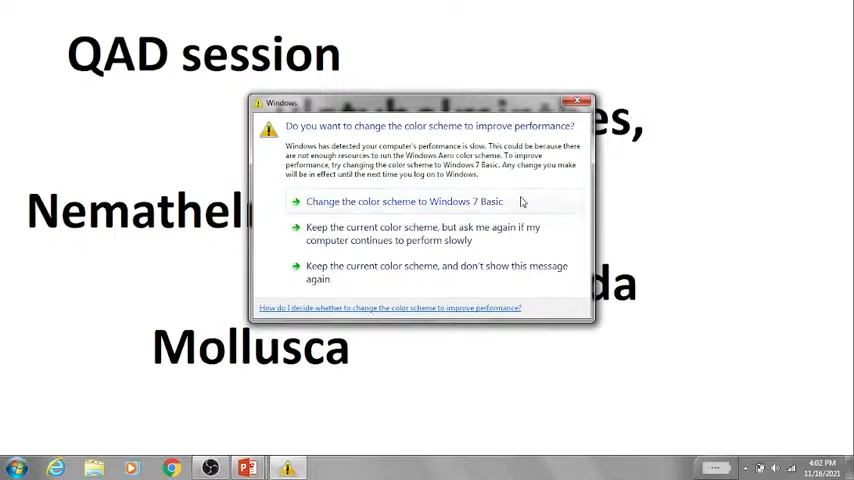 QAD session
Windows
Do you want to change the color scheme to improve performance?
Windows has detected your computer's performance is slow. This could be because there
are not enough resources to run the Windows Aero color scheme. To improve
performance, try changing the color scheme to Windows 7 Basic. Any change you make
will be in effect until the next time you log on to Windows.
Change the color scheme to Windows 7 Basic
Keep the current color scheme, but ask me again if my
computer continues to perform slowly
Keep the current color scheme, and don't show this message
again
How do I decide whether to change the color scheme to improve performance?
Mollusca
4:02 PM
11/16/2021